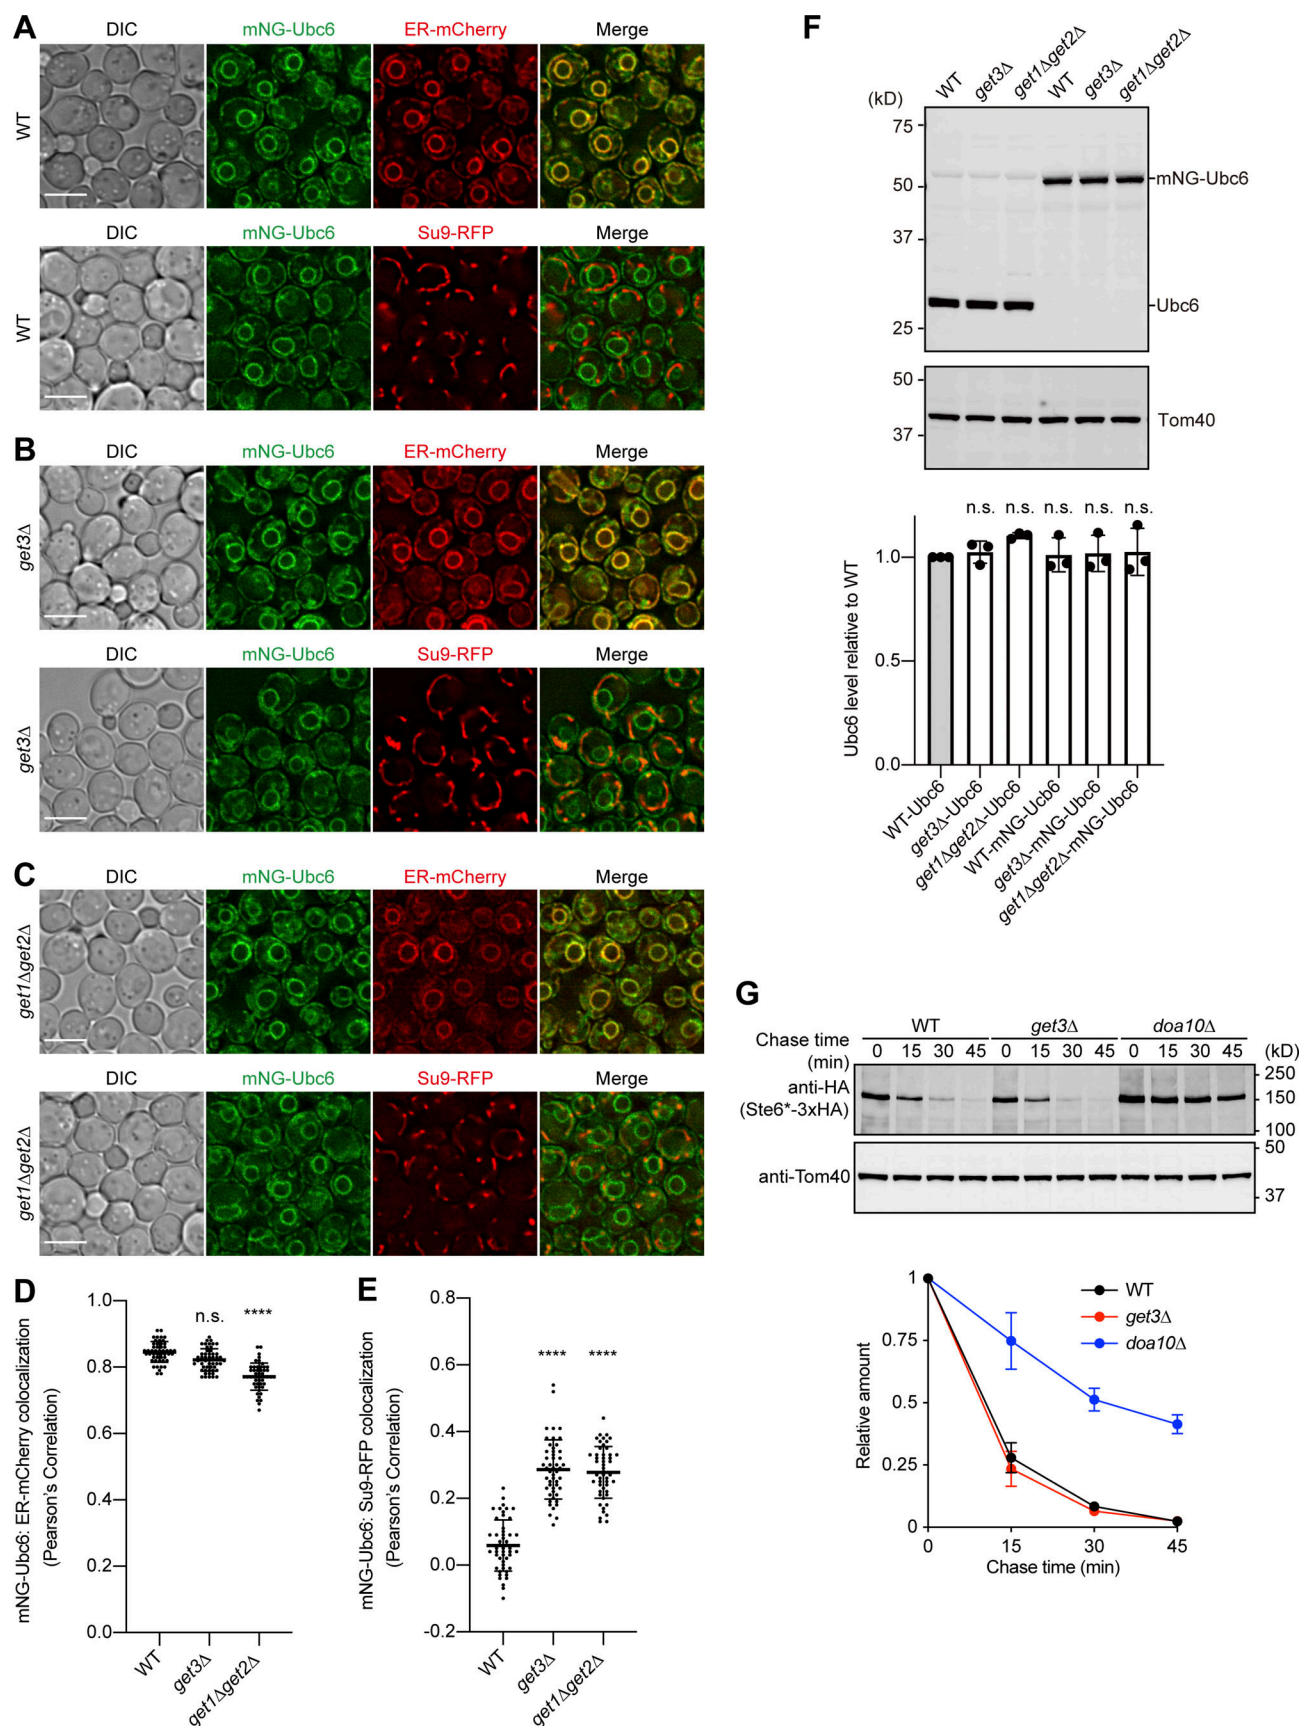 A
DIC mNG-Ubc6 ER-mCherry Merge
WT
DIC mNG-Ubc6 Su9-RFP Merge
WT
B
DIC mNG-Ubc6 ER-mCherry Merge
get3Δ
DIC mNG-Ubc6 Su9-RFP Merge
get3Δ
C
DIC mNG-Ubc6 ER-mCherry Merge
get1Δget2Δ
DIC mNG-Ubc6 Su9-RFP Merge
get1Δget2Δ
D
mNG-Ubc6: ER-mCherry colocalization
(Pearson's Correlation)
1.0
0.8
0.6
0.4
0.2
0.0
n.s.
****
WT
get3Δ
get1Δget2Δ
E
mNG-Ubc6: Su9-RFP colocalization
(Pearson's Correlation)
0.8
0.6
0.4
0.2
0.0
-0.2
****
****
WT
get3Δ
get1Δget2Δ
F
(kD)
WT
get3Δ
get1Δget2Δ
WT
get3Δ
get1Δget2Δ
75
50
37
25
mNG-Ubc6
Ubc6
50
37
Tom40
Ubc6 level relative to WT
1.0
0.5
0.0
n.s. n.s. n.s. n.s. n.s.
WT-Ubc6
get3Δ-Ubc6
get1Δget2Δ-Ubc6
WT-mNG-Ucb6
get3Δ-mNG-Ubc6
get1Δget2Δ-mNG-Ubc6
G
WT get3Δ doa10Δ
Chase time
(min)
0 15 30 45 0 15 30 45 0 15 30 45 (kD)
anti-HA
(Ste6*-3xHA)
250
150
100
anti-Tom40
50
37
Relative amount
1
0.75
0.5
0.25
0
WT
get3Δ
doa10Δ
0 15 30 45
Chase time (min)